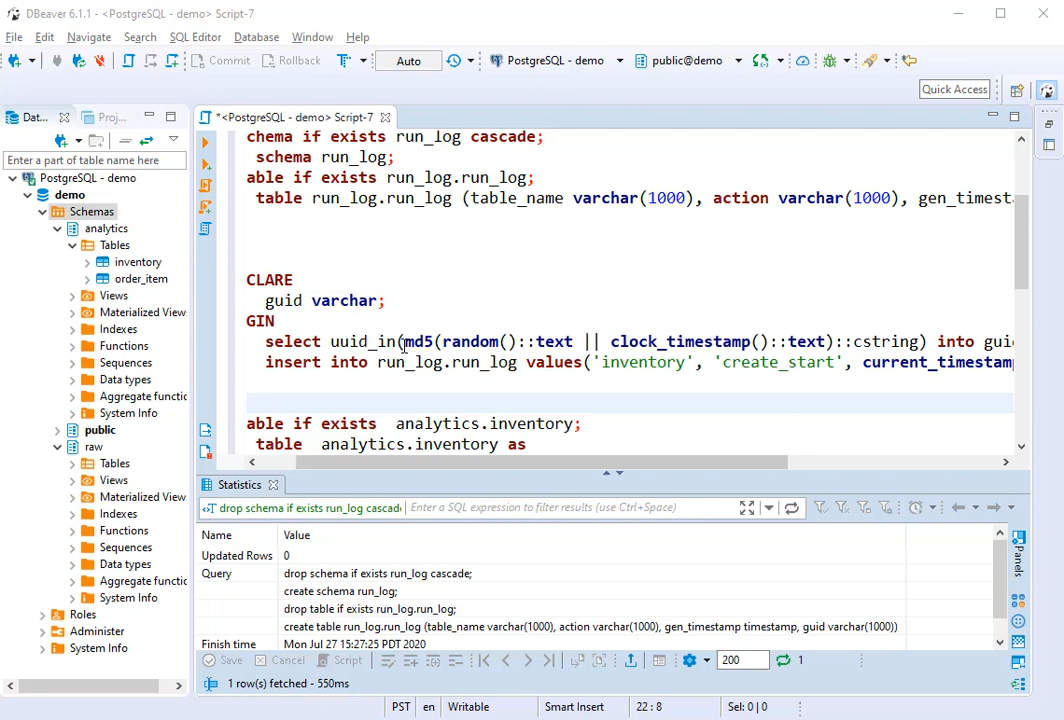 DBeaver 6.1.1 - <PostgreSQL - demo> Script-7
File Edit Navigate Search SQL Editor Database Window Help
Commit Rollback Auto PostgreSQL - demo public@demo
Quick Access
Dat... Proj... *<PostgreSQL - demo> Script-7
Enter a part of table name here
PostgreSQL - demo
demo
Schemas
analytics
Tables
inventory
order_item
Views
Materialized View
Indexes
Functions
Sequences
Data types
Aggregate functi
System Info
public
raw
Tables
Views
Materialized View
Indexes
Functions
Sequences
Data types
Aggregate functi
System Info
Roles
Administer
System Info
chema if exists run_log cascade;
schema run_log;
able if exists run_log.run_log;
table run_log.run_log (table_name varchar(1000), action varchar(1000), gen_timest
CLARE
guid varchar;
GIN
select uuid_in(md5(random()::text || clock_timestamp()::text)::cstring) into gui
insert into run_log.run_log values('inventory', 'create_start', current_timestamp
able if exists analytics.inventory;
table analytics.inventory as
Statistics
drop schema if exists run_log cascad Enter a SQL expression to filter results (use Ctrl+Space)
Name Value
Updated Rows 0
Query drop schema if exists run_log cascade;
create schema run_log;
drop table if exists run_log.run_log;
create table run_log.run_log (table_name varchar(1000), action varchar(1000), gen_timestamp timestamp, guid varchar(1000))
Finish time Mon Jul 27 15:27:25 PDT 2020
Panels
Save Cancel Script 200 1
1 row(s) fetched - 550ms
PST en Writable Smart Insert 22 : 8 Sel: 0 | 0